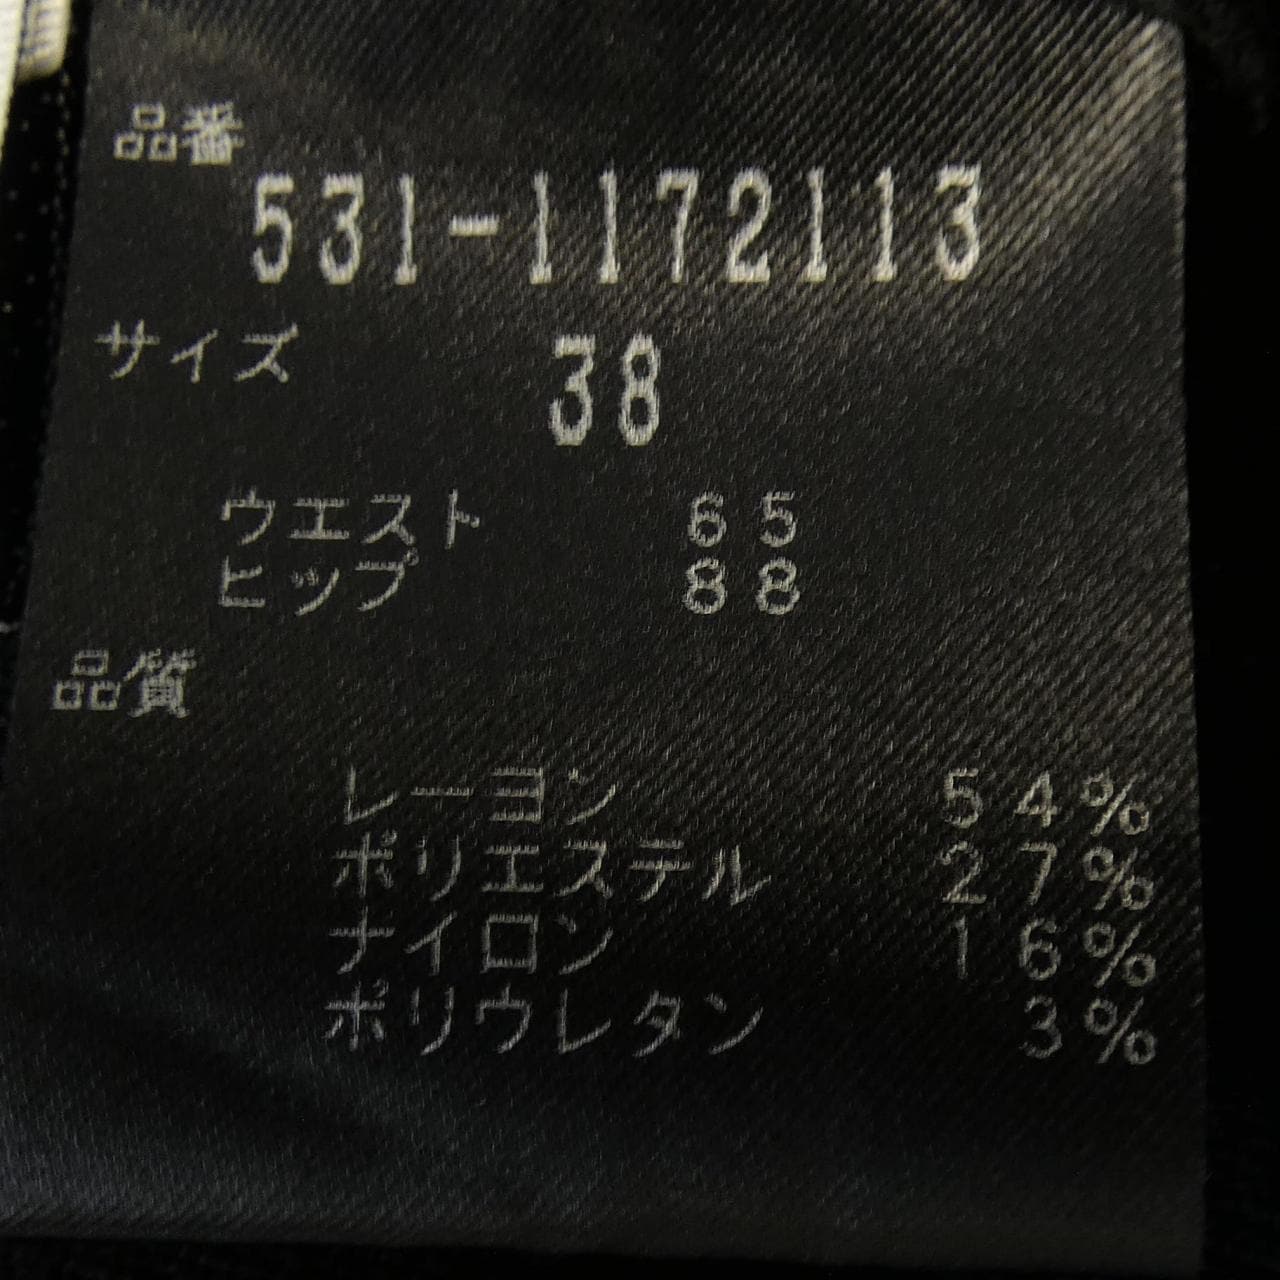 品番
531-1172113
サイズ 38
ウエスト 65
ヒップ 88
品質
レーヨン 54%
ポリエステル 27%
ナイロン 16%
ポリウレタン 3%